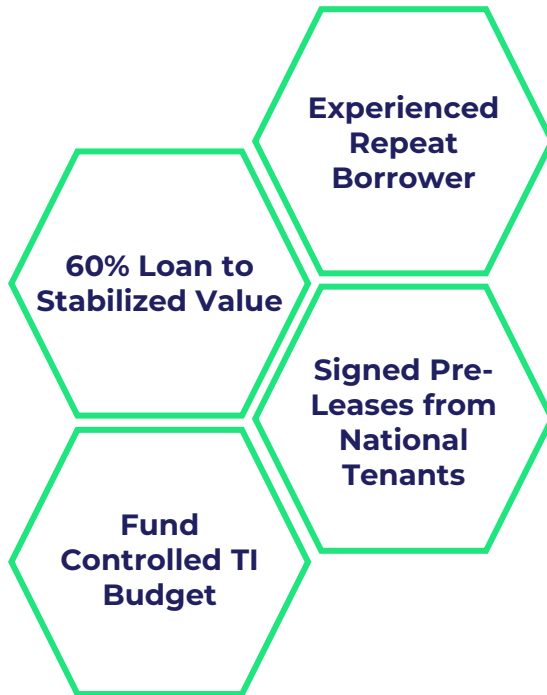 Experienced
Repeat
Borrower
60% Loan to
Stabilized Value
Signed Pre-
Leases from
National
Tenants
Fund
Controlled TI
Budget